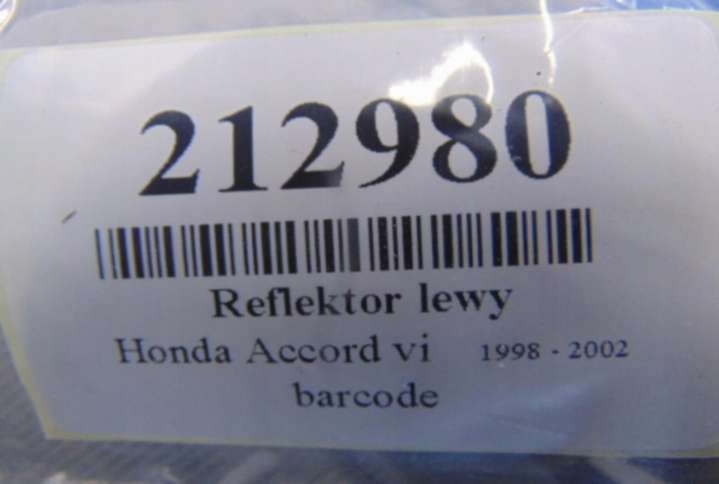 212980
Reflektor lewy
Honda Accord vi 1998 - 2002
barcode